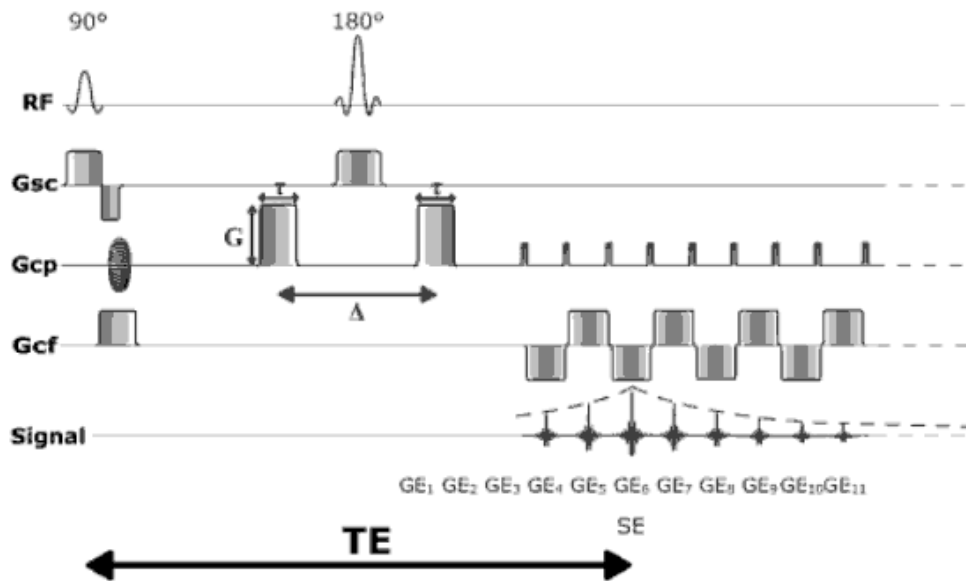 90° 180°
RF
Gsc
τ τ
G
Gcp
Δ
Gcf
Signal
GE₁ GE₂ GE₃ GE₄ GE₅ GE₆ GE₇ GE₈ GE₉ GE₁₀ GE₁₁
SE
TE